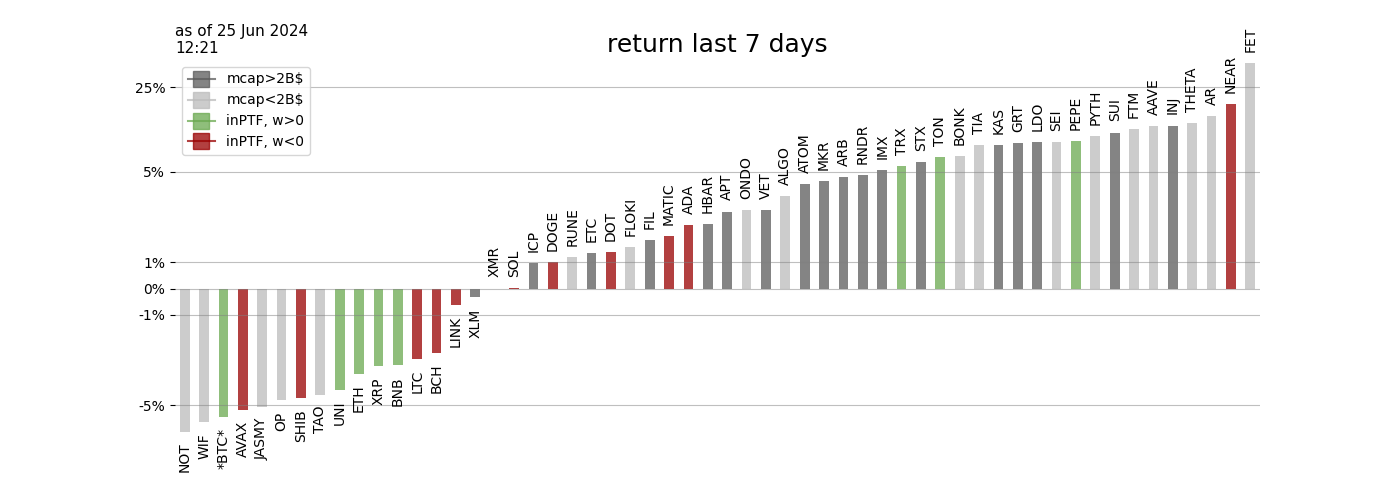 as of 25 Jun 2024
12:21
return last 7 days
mcap>2B$
mcap<2B$
inPTF, w>0
inPTF, w<0
25%
5%
1%
0%
-1%
-5%
NOT
WIF
*BTC*
AVAX
JASMY
OP
SHIB
TAO
UNI
ETH
XRP
BNB
LTC
BCH
LINK
XLM
XMR
SOL
ICP
DOGE
RUNE
ETC
DOT
FLOKI
FIL
MATIC
ADA
HBAR
APT
ONDO
VET
ALGO
ATOM
MKR
ARB
RNDR
IMX
TRX
STX
TON
BONK
TIA
KAS
GRT
LDO
SEI
PEPE
PYTH
SUI
FTM
AAVE
INJ
THETA
AR
NEAR
FET